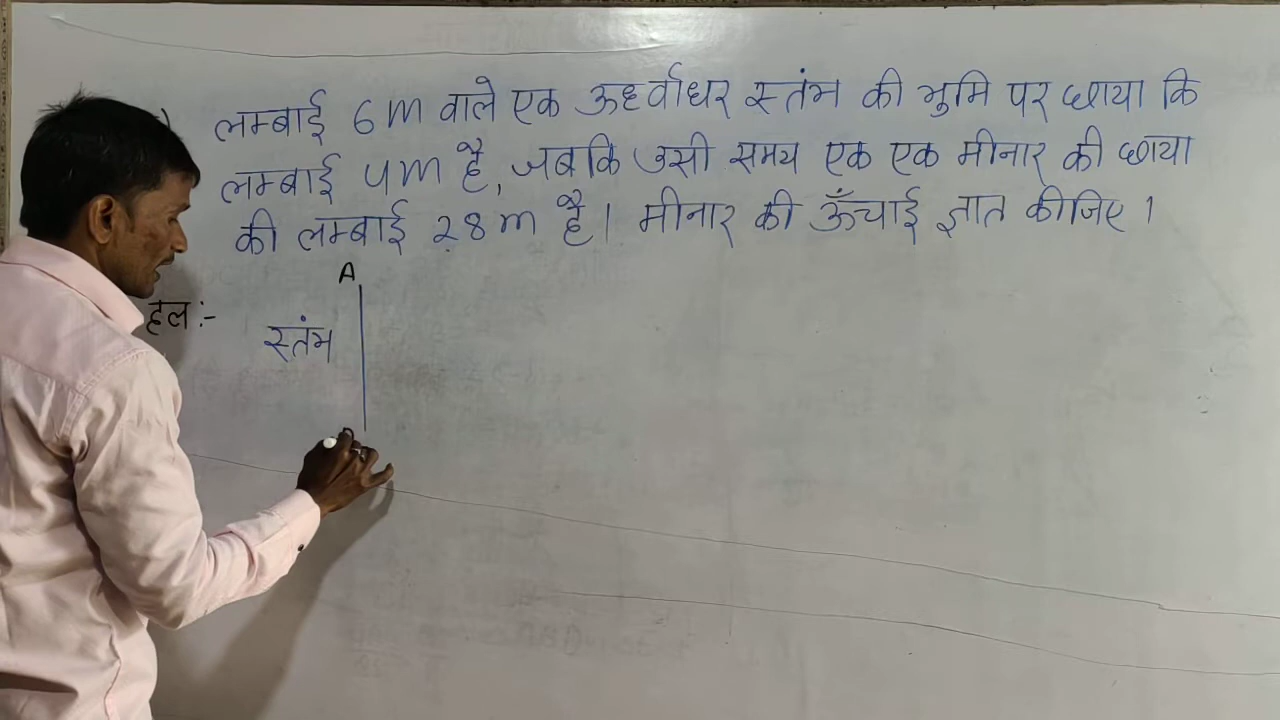 लम्बाई 6 m वाले एक ऊर्ध्वाधर स्तंभ की भुमि पर छाया कि
लम्बाई 4 m है, जबकि उसी समय एक एक मीनार की छाया
की लम्बाई 28 m है। मीनार की ऊँचाई ज्ञात कीजिए।
A
हल :-
स्तंभ